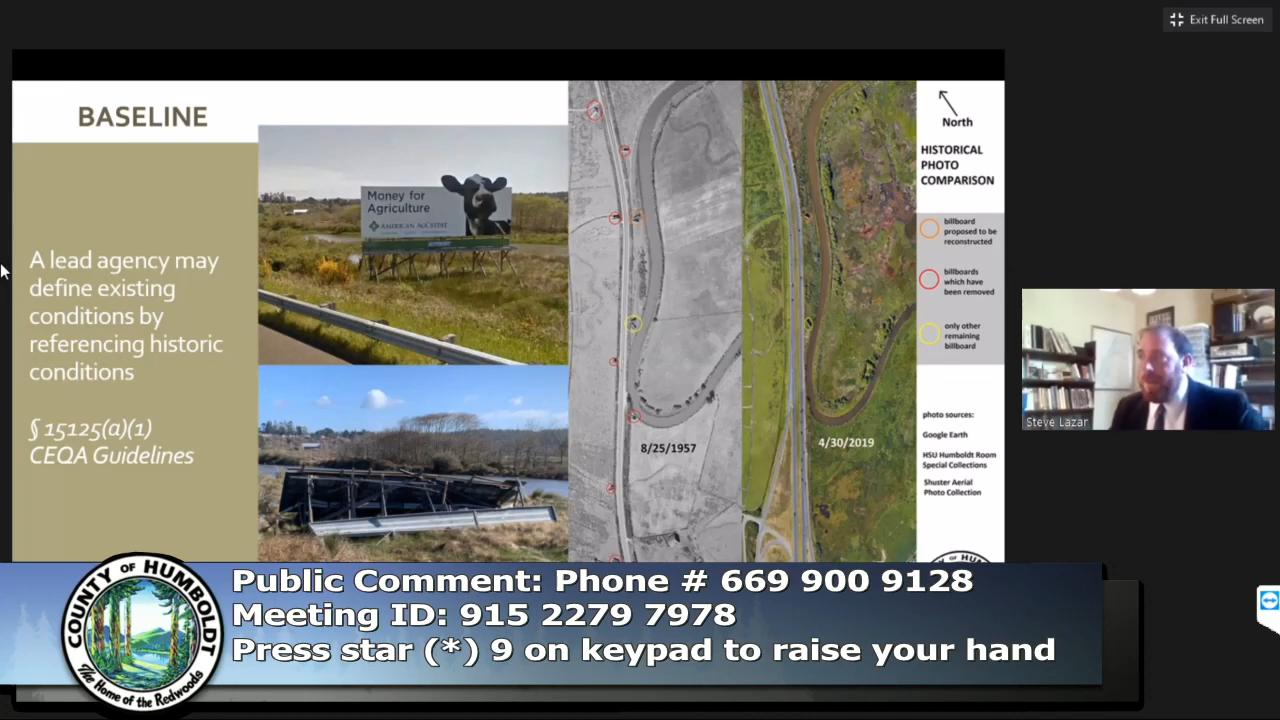 Exit Full Screen
BASELINE
A lead agency may
define existing
conditions by
referencing historic
conditions
§ 15125(a)(1)
CEQA Guidelines
Money for
Agriculture
AMERICAN AGCREDIT
8/25/1957
4/30/2019
North
HISTORICAL
PHOTO
COMPARISON
billboard
proposed to be
reconstructed
billboards
which have
been removed
only other
remaining
billboard
photo sources:
Google Earth
HSU Humboldt Room
Special Collections
Shuster Aerial
Photo Collection
Steve Lazar
COUNTY OF HUMBOLDT
The Home of the Redwoods
Public Comment: Phone # 669 900 9128
Meeting ID: 915 2279 7978
Press star (*) 9 on keypad to raise your hand